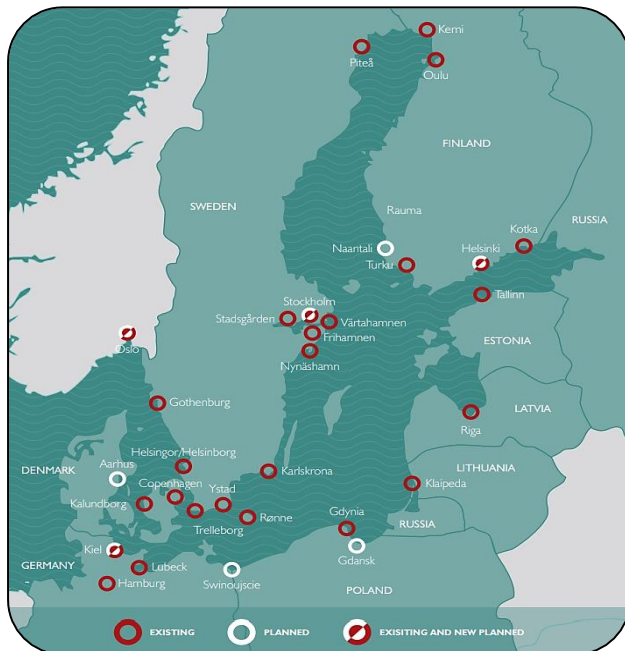 Kemi
Piteå
Oulu
FINLAND
SWEDEN
Rauma
Kotka
RUSSIA
Naantali
Helsinki
Turku
Stockholm
Tallinn
Stadsgården
Värtahamnen
Frihamnen
Oslo
ESTONIA
Nynäshamn
Gothenburg
LATVIA
Riga
Helsingor/Helsinborg
DENMARK
Aarhus
Karlskrona
LITHUANIA
Copenhagen
Klaipeda
Kalundborg
Ystad
Gdynia
Rønne
RUSSIA
Trelleborg
Kiel
Gdansk
GERMANY
Lubeck
Swinoujscie
Hamburg
POLAND
EXISTING
PLANNED
EXISITING AND NEW PLANNED